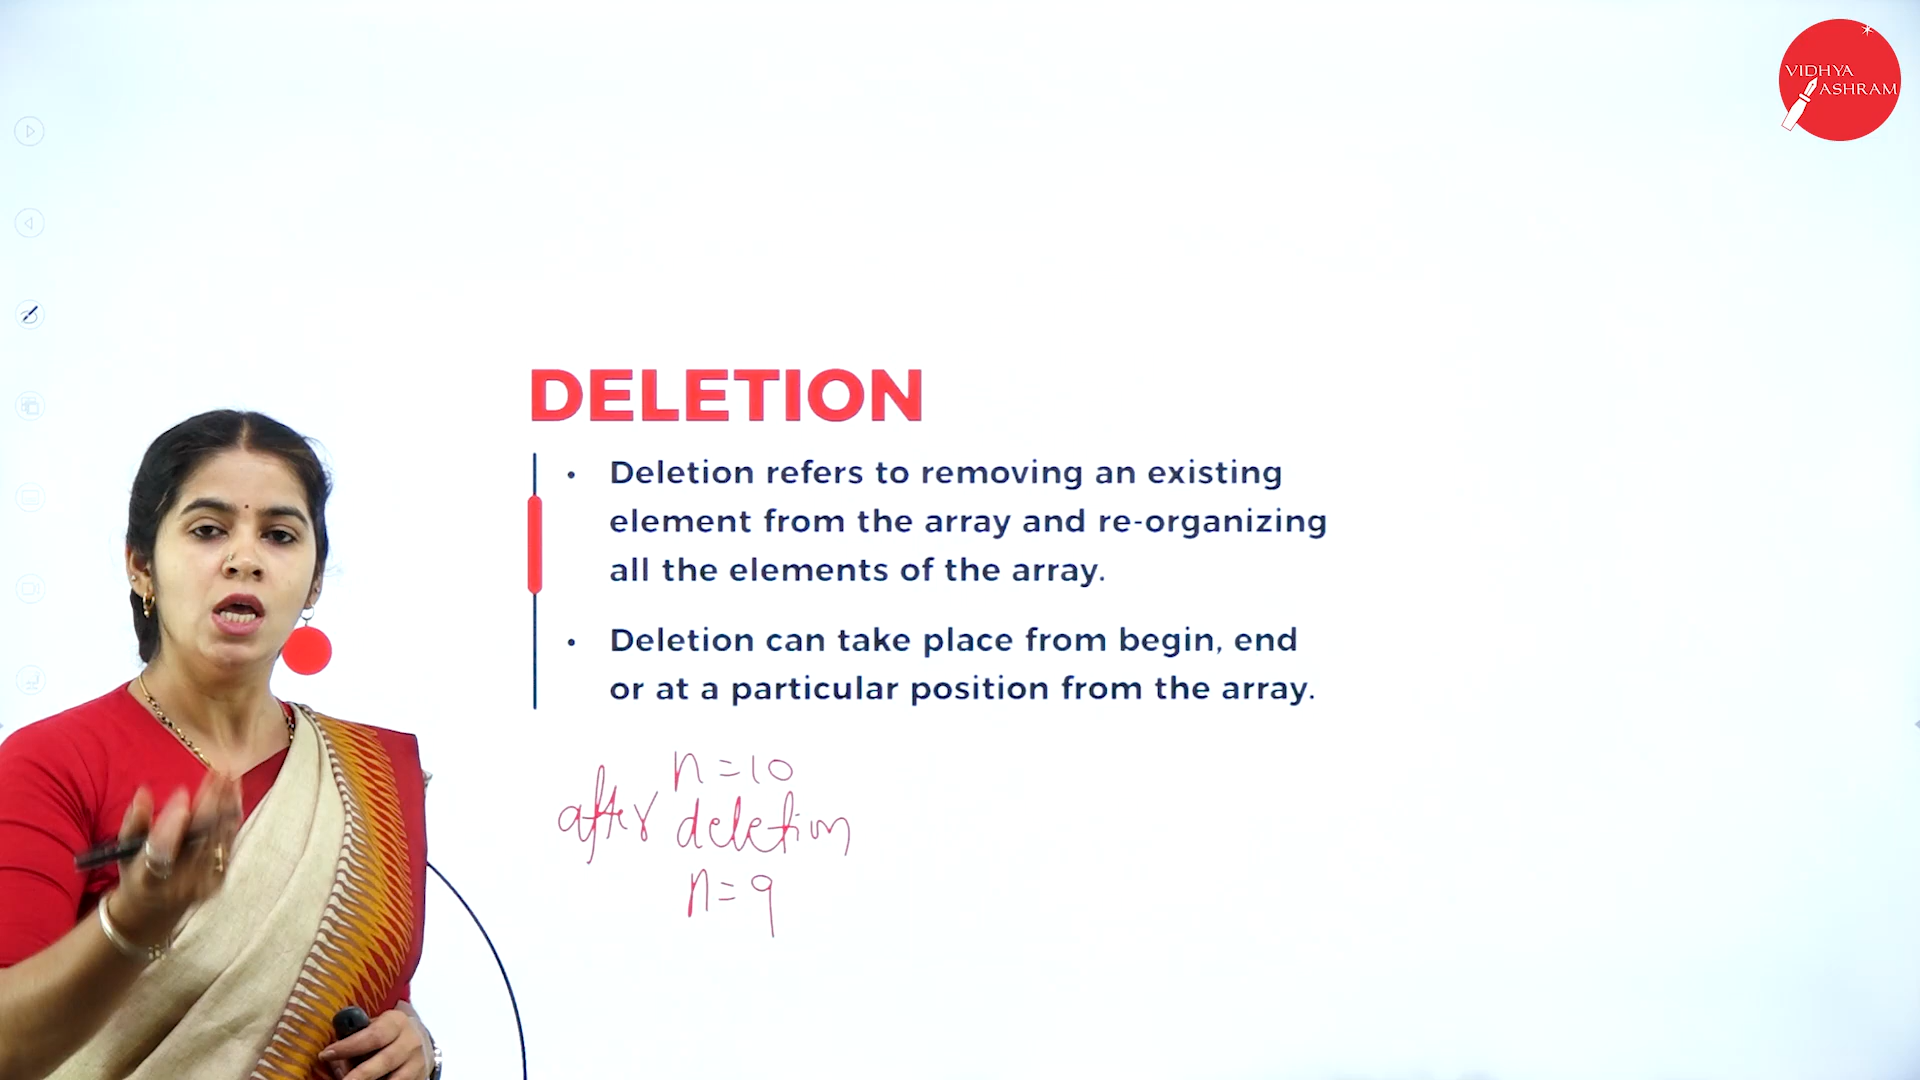 VIDHYA
ASHRAM
DELETION
• Deletion refers to removing an existing
element from the array and re-organizing
all the elements of the array.
• Deletion can take place from begin, end
or at a particular position from the array.
n=10
after deletion
n=9